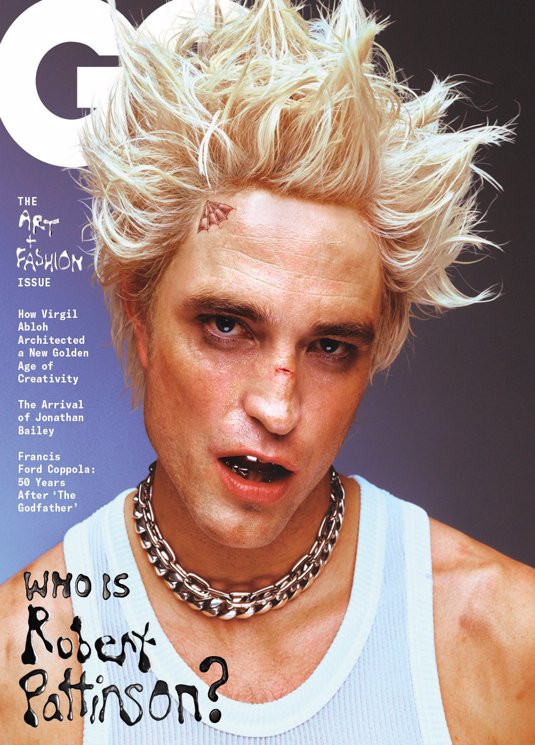 GQ
THE
ART
+
FASHION
ISSUE
How Virgil
Abloh
Architected
a New Golden
Age of
Creativity
The Arrival
of Jonathan
Bailey
Francis
Ford Coppola:
50 Years
After ‘The
Godfather’
WHO IS
Robert
Pattinson?